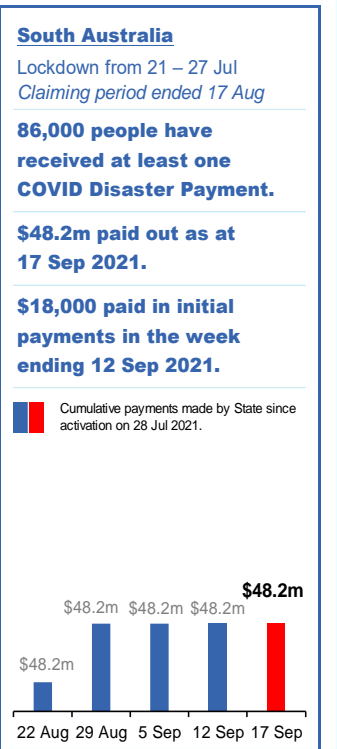 South Australia
Lockdown from 21 – 27 Jul
Claiming period ended 17 Aug
86,000 people have
received at least one
COVID Disaster Payment.
$48.2m paid out as at
17 Sep 2021.
$18,000 paid in initial
payments in the week
ending 12 Sep 2021.
Cumulative payments made by State since
activation on 28 Jul 2021.
$48.2m
$48.2m $48.2m $48.2m
$48.2m
22 Aug 29 Aug 5 Sep 12 Sep 17 Sep